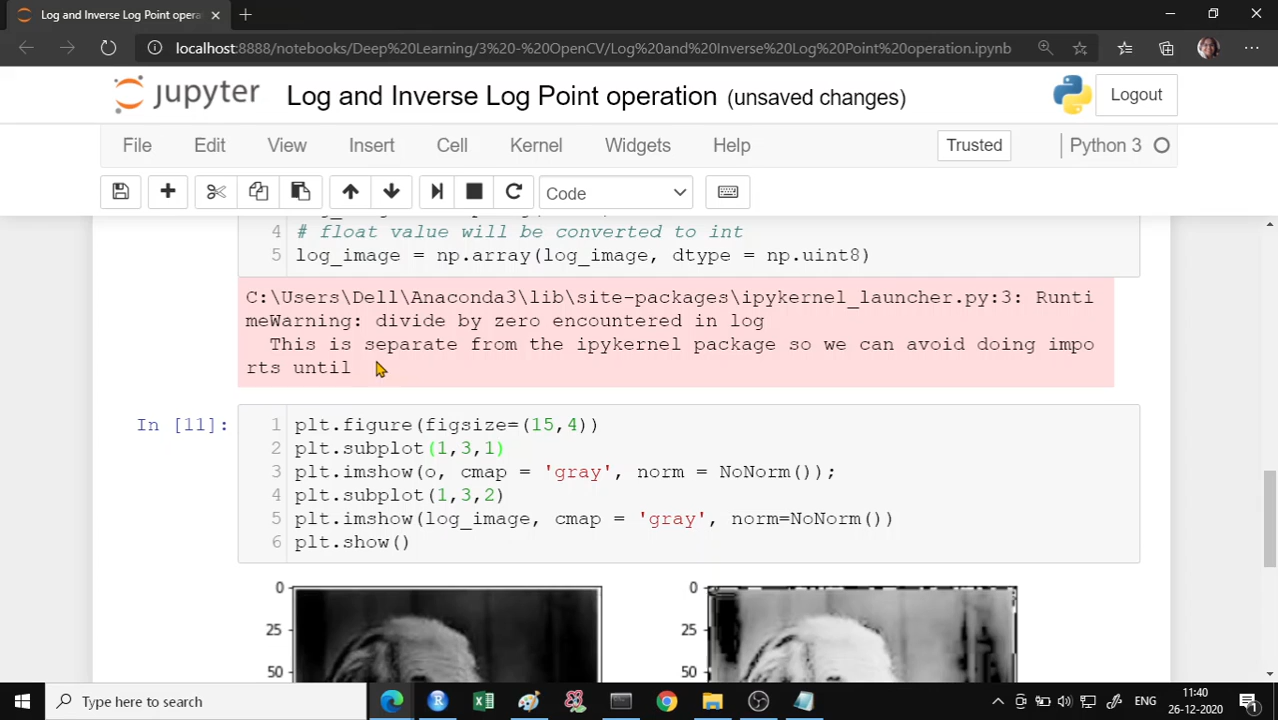 Log and Inverse Log Point opera
localhost:8888/notebooks/Deep%20Learning/3%20-%20OpenCV/Log%20and%20Inverse%20Log%20Point%20operation.ipynb
jupyter Log and Inverse Log Point operation (unsaved changes) Logout
File Edit View Insert Cell Kernel Widgets Help Trusted Python 3
Code
4 # float value will be converted to int
5 log_image = np.array(log_image, dtype = np.uint8)
C:\Users\Dell\Anaconda3\lib\site-packages\ipykernel_launcher.py:3: Runti
meWarning: divide by zero encountered in log
This is separate from the ipykernel package so we can avoid doing impo
rts until
In [11]: 1 plt.figure(figsize=(15,4))
2 plt.subplot(1,3,1)
3 plt.imshow(o, cmap = 'gray', norm = NoNorm());
4 plt.subplot(1,3,2)
5 plt.imshow(log_image, cmap = 'gray', norm=NoNorm())
6 plt.show()
0 0
25 25
50 50
Type here to search
ENG
11:40
26-12-2020
1